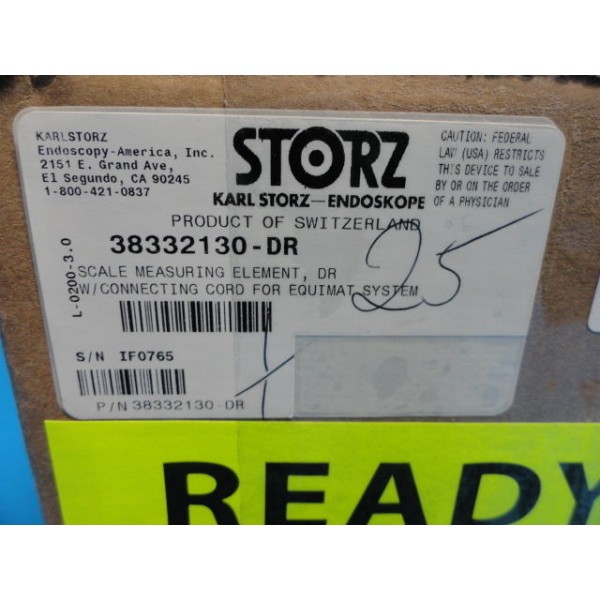 KARLSTORZ
Endoscopy-America, Inc.
2151 E. Grand Ave,
El Segundo, CA 90245
1-800-421-0837
STORZ
KARL STORZ—ENDOSKOPE
CAUTION: FEDERAL
LAW (USA) RESTRICTS
THIS DEVICE TO SALE
BY OR ON THE ORDER
OF A PHYSICIAN
PRODUCT OF SWITZERLAND
38332130-DR
L-0200-3.0
SCALE MEASURING ELEMENT, DR
W/CONNECTING CORD FOR EQUIMAT SYSTEM
25
S/N IF0765
P/N 38332130-DR
READY